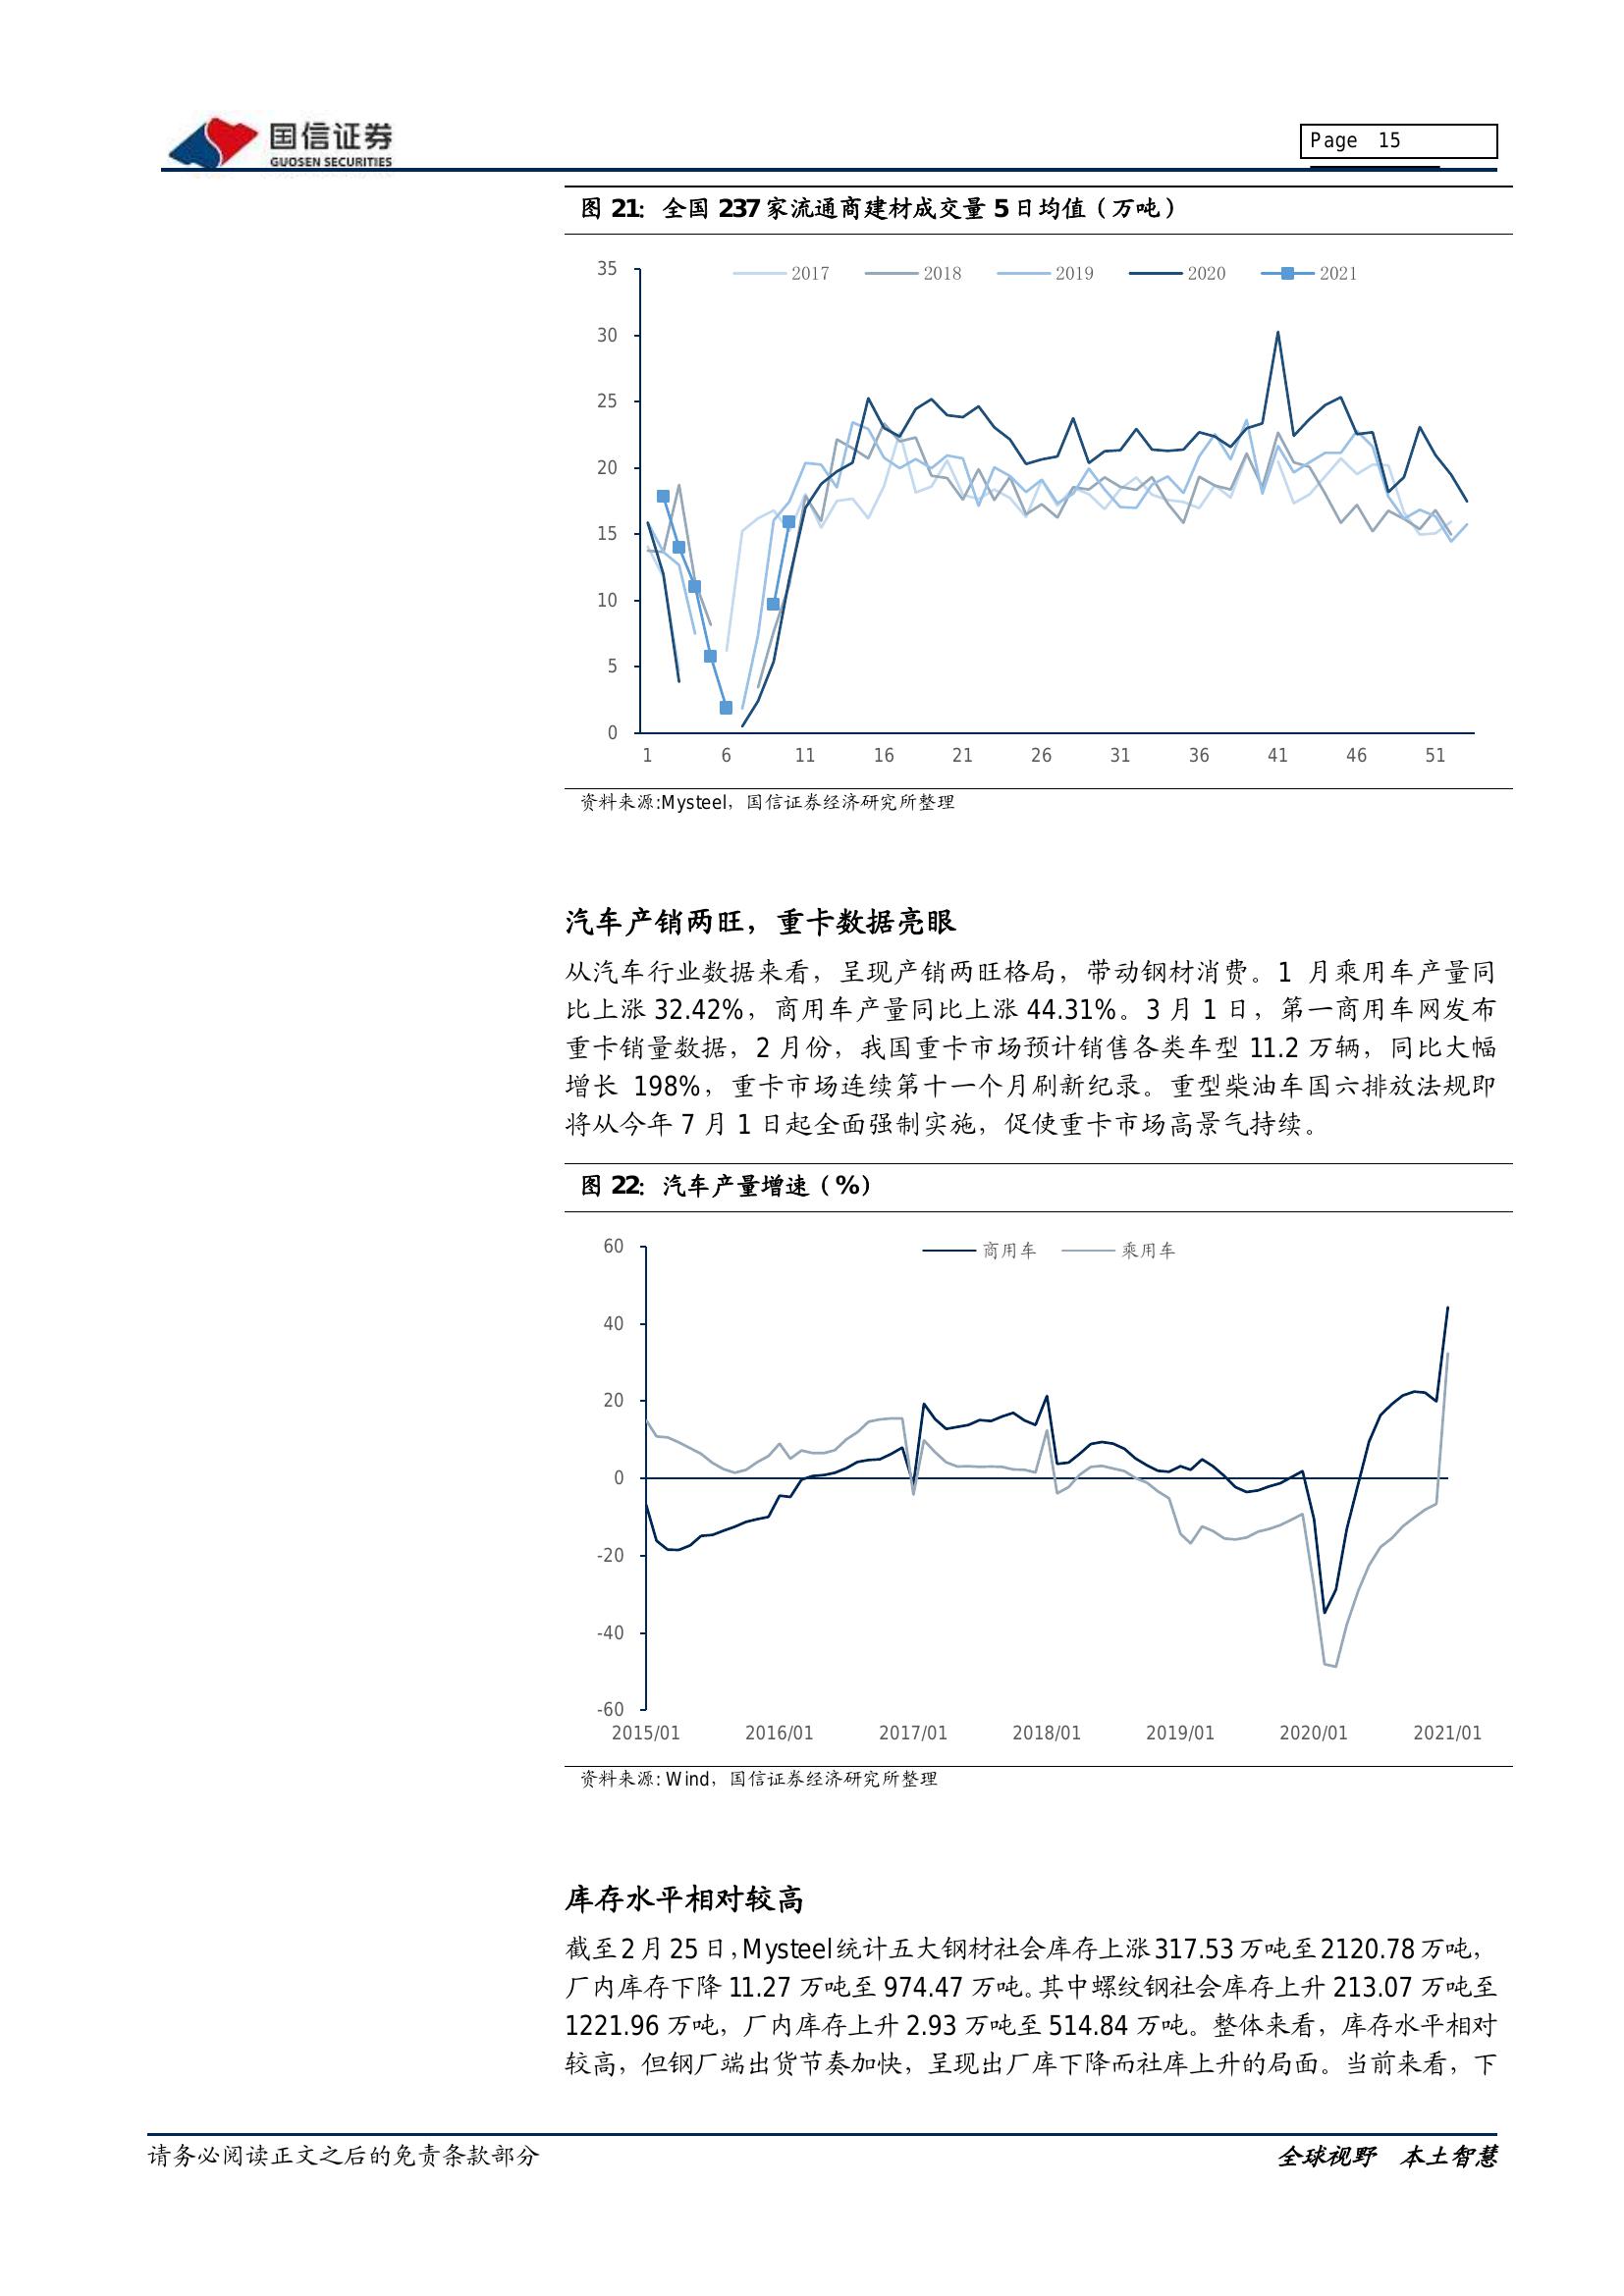 国信证券
GUOSEN SECURITIES
Page 15
图 21：全国 237 家流通商建材成交量 5 日均值（万吨）
2017 2018 2019 2020 2021
35
30
25
20
15
10
5
0
1 6 11 16 21 26 31 36 41 46 51
资料来源:Mysteel，国信证券经济研究所整理
汽车产销两旺，重卡数据亮眼
从汽车行业数据来看，呈现产销两旺格局，带动钢材消费。1 月乘用车产量同
比上涨 32.42%，商用车产量同比上涨 44.31%。3 月 1 日，第一商用车网发布
重卡销量数据，2 月份，我国重卡市场预计销售各类车型 11.2 万辆，同比大幅
增长 198%，重卡市场连续第十一个月刷新纪录。重型柴油车国六排放法规即
将从今年 7 月 1 日起全面强制实施，促使重卡市场高景气持续。
图 22：汽车产量增速（%）
商用车 乘用车
60
40
20
0
-20
-40
-60
2015/01 2016/01 2017/01 2018/01 2019/01 2020/01 2021/01
资料来源: Wind，国信证券经济研究所整理
库存水平相对较高
截至 2 月 25 日，Mysteel 统计五大钢材社会库存上涨 317.53 万吨至 2120.78 万吨，
厂内库存下降 11.27 万吨至 974.47 万吨。其中螺纹钢社会库存上升 213.07 万吨至
1221.96 万吨，厂内库存上升 2.93 万吨至 514.84 万吨。整体来看，库存水平相对
较高，但钢厂端出货节奏加快，呈现出厂库下降而社库上升的局面。当前来看，下
请务必阅读正文之后的免责条款部分
全球视野 本土智慧